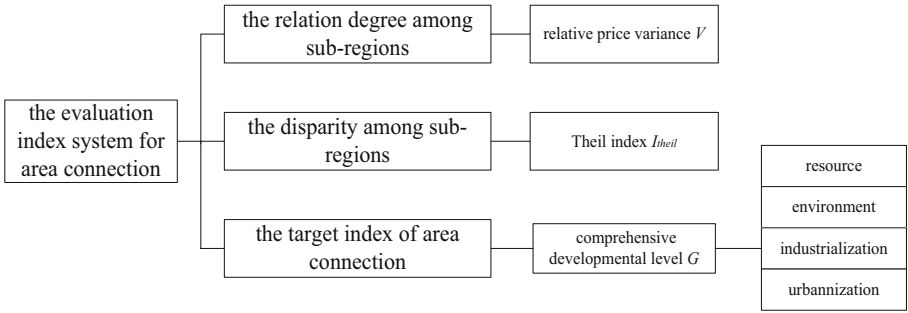 the evaluation
index system for
area connection
the relation degree among
sub-regions
relative price variance V
the disparity among sub-
regions
Theil index Itheil
the target index of area
connection
comprehensive
developmental level G
resource
environment
industrialization
urbannization